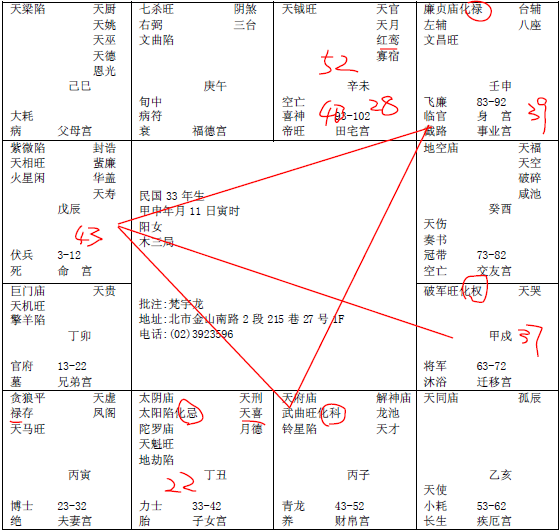 天梁陷 天厨
天姚
天巫
天德
恩光
己巳
大耗
病 父母宫
七杀旺 阴煞
右弼 三台
文曲陷
庚午
旬中
病符
衰 福德宫
天钺旺 天官
天月
红鸾
寡宿
52
辛未
空亡 40 28
喜神 93-102
帝旺 田宅宫
廉贞庙化禄 台辅
左辅 八座
文昌旺
壬申
飞廉 83-92
临官 身 宫
截路 事业宫
39
紫微陷 封诰
天相旺 蜚廉
火星闲 华盖
天寿
戊辰
43
伏兵 3-12
死 命 宫
民国 33 年生
甲申年月 11 日寅时
阳女
木三局
批注:梵宇龙
地址:北市金山南路 2 段 215 巷 27 号 1F
电话:(02)3923596
地空庙 天福
天空
破碎
咸池
癸酉
天伤
奏书
冠带 73-82
空亡 交友宫
巨门庙 天贵
天机旺
擎羊陷
丁卯
官府 13-22
墓 兄弟宫
破军旺化权 天哭
甲戌
37
将军 63-72
沐浴 迁移宫
贪狼平 天虚
禄存 凤阁
天马旺
丙寅
博士 23-32
绝 夫妻宫
太阴庙 天刑
太阳陷化忌 天喜
陀罗庙 月德
天魁旺
地劫陷
丁丑
22
力士 33-42
胎 子女宫
天府庙 解神庙
武曲旺化科 龙池
铃星陷 天才
丙子
青龙 43-52
养 财帛宫
天同庙 孤辰
乙亥
天使
小耗 53-62
长生 疾厄宫